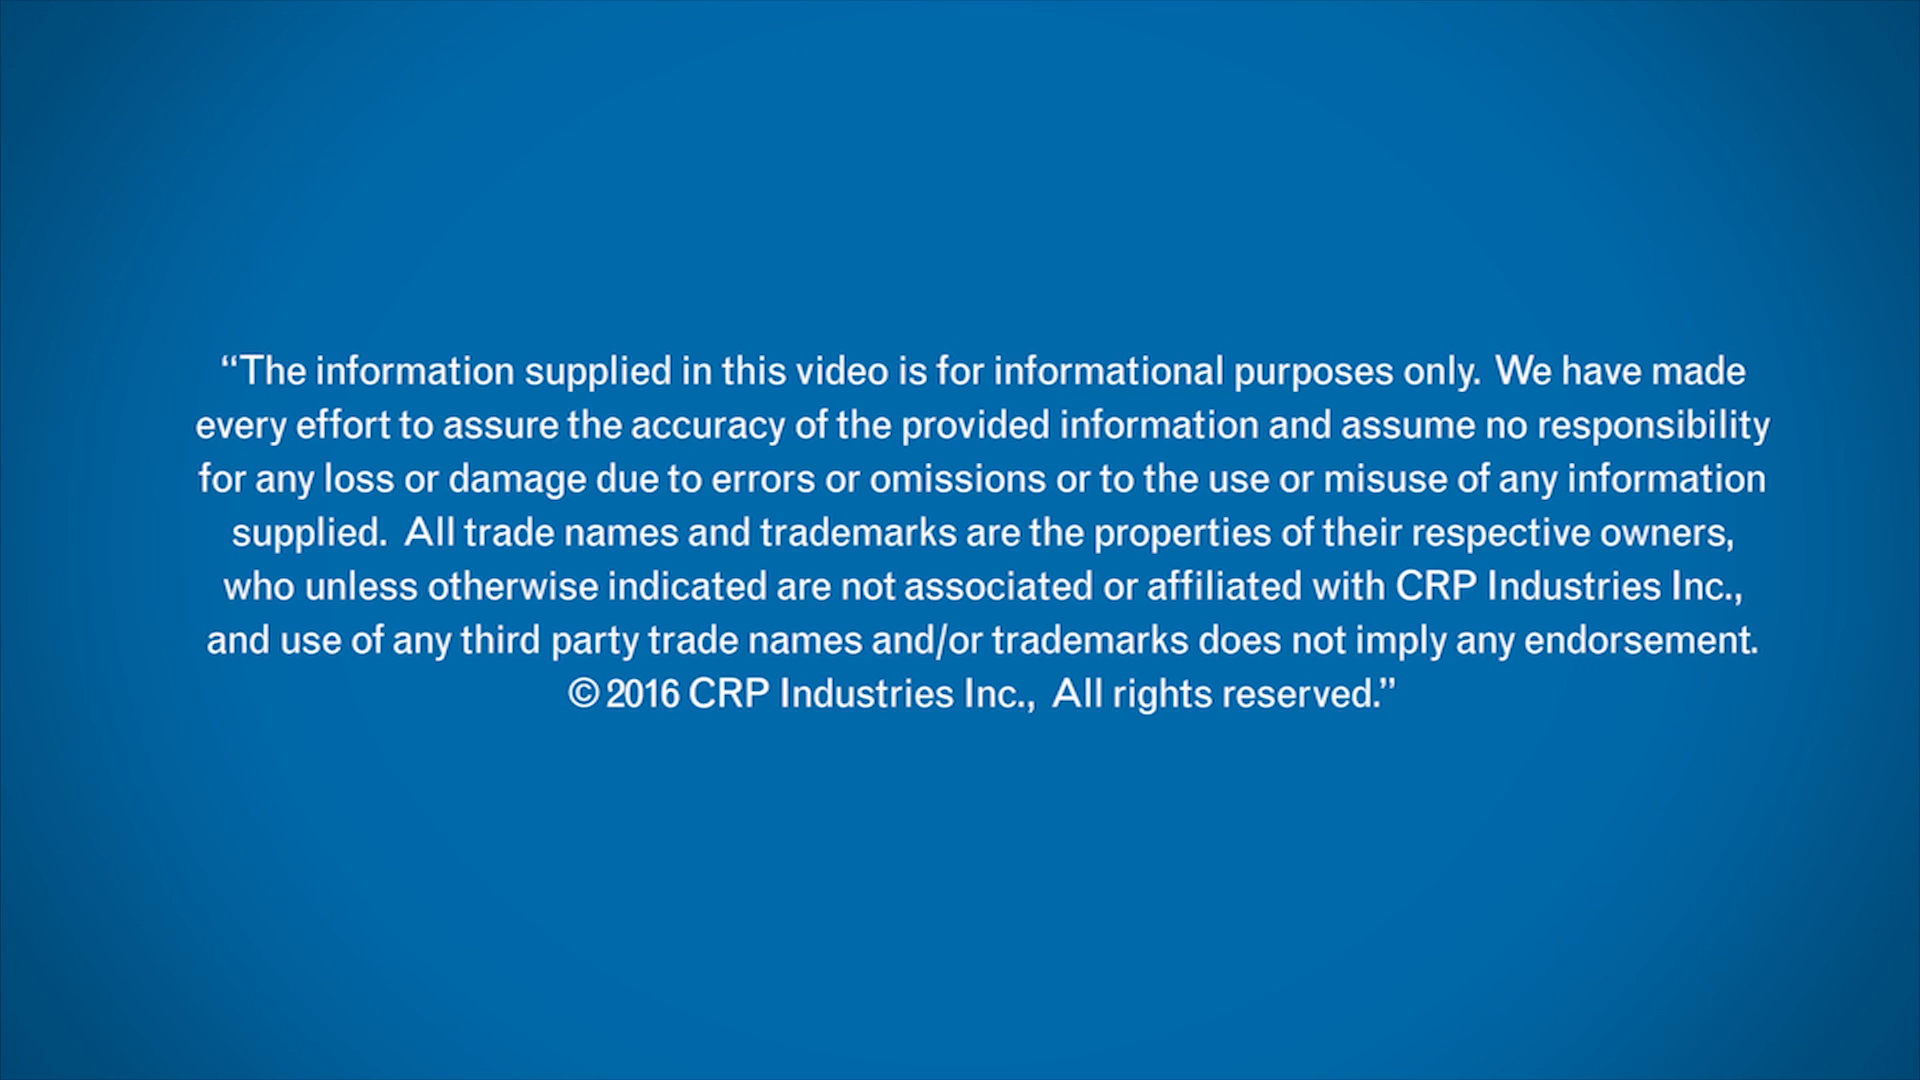 “The information supplied in this video is for informational purposes only. We have made
every effort to assure the accuracy of the provided information and assume no responsibility
for any loss or damage due to errors or omissions or to the use or misuse of any information
supplied. All trade names and trademarks are the properties of their respective owners,
who unless otherwise indicated are not associated or affiliated with CRP Industries Inc.,
and use of any third party trade names and/or trademarks does not imply any endorsement.
© 2016 CRP Industries Inc., All rights reserved.”